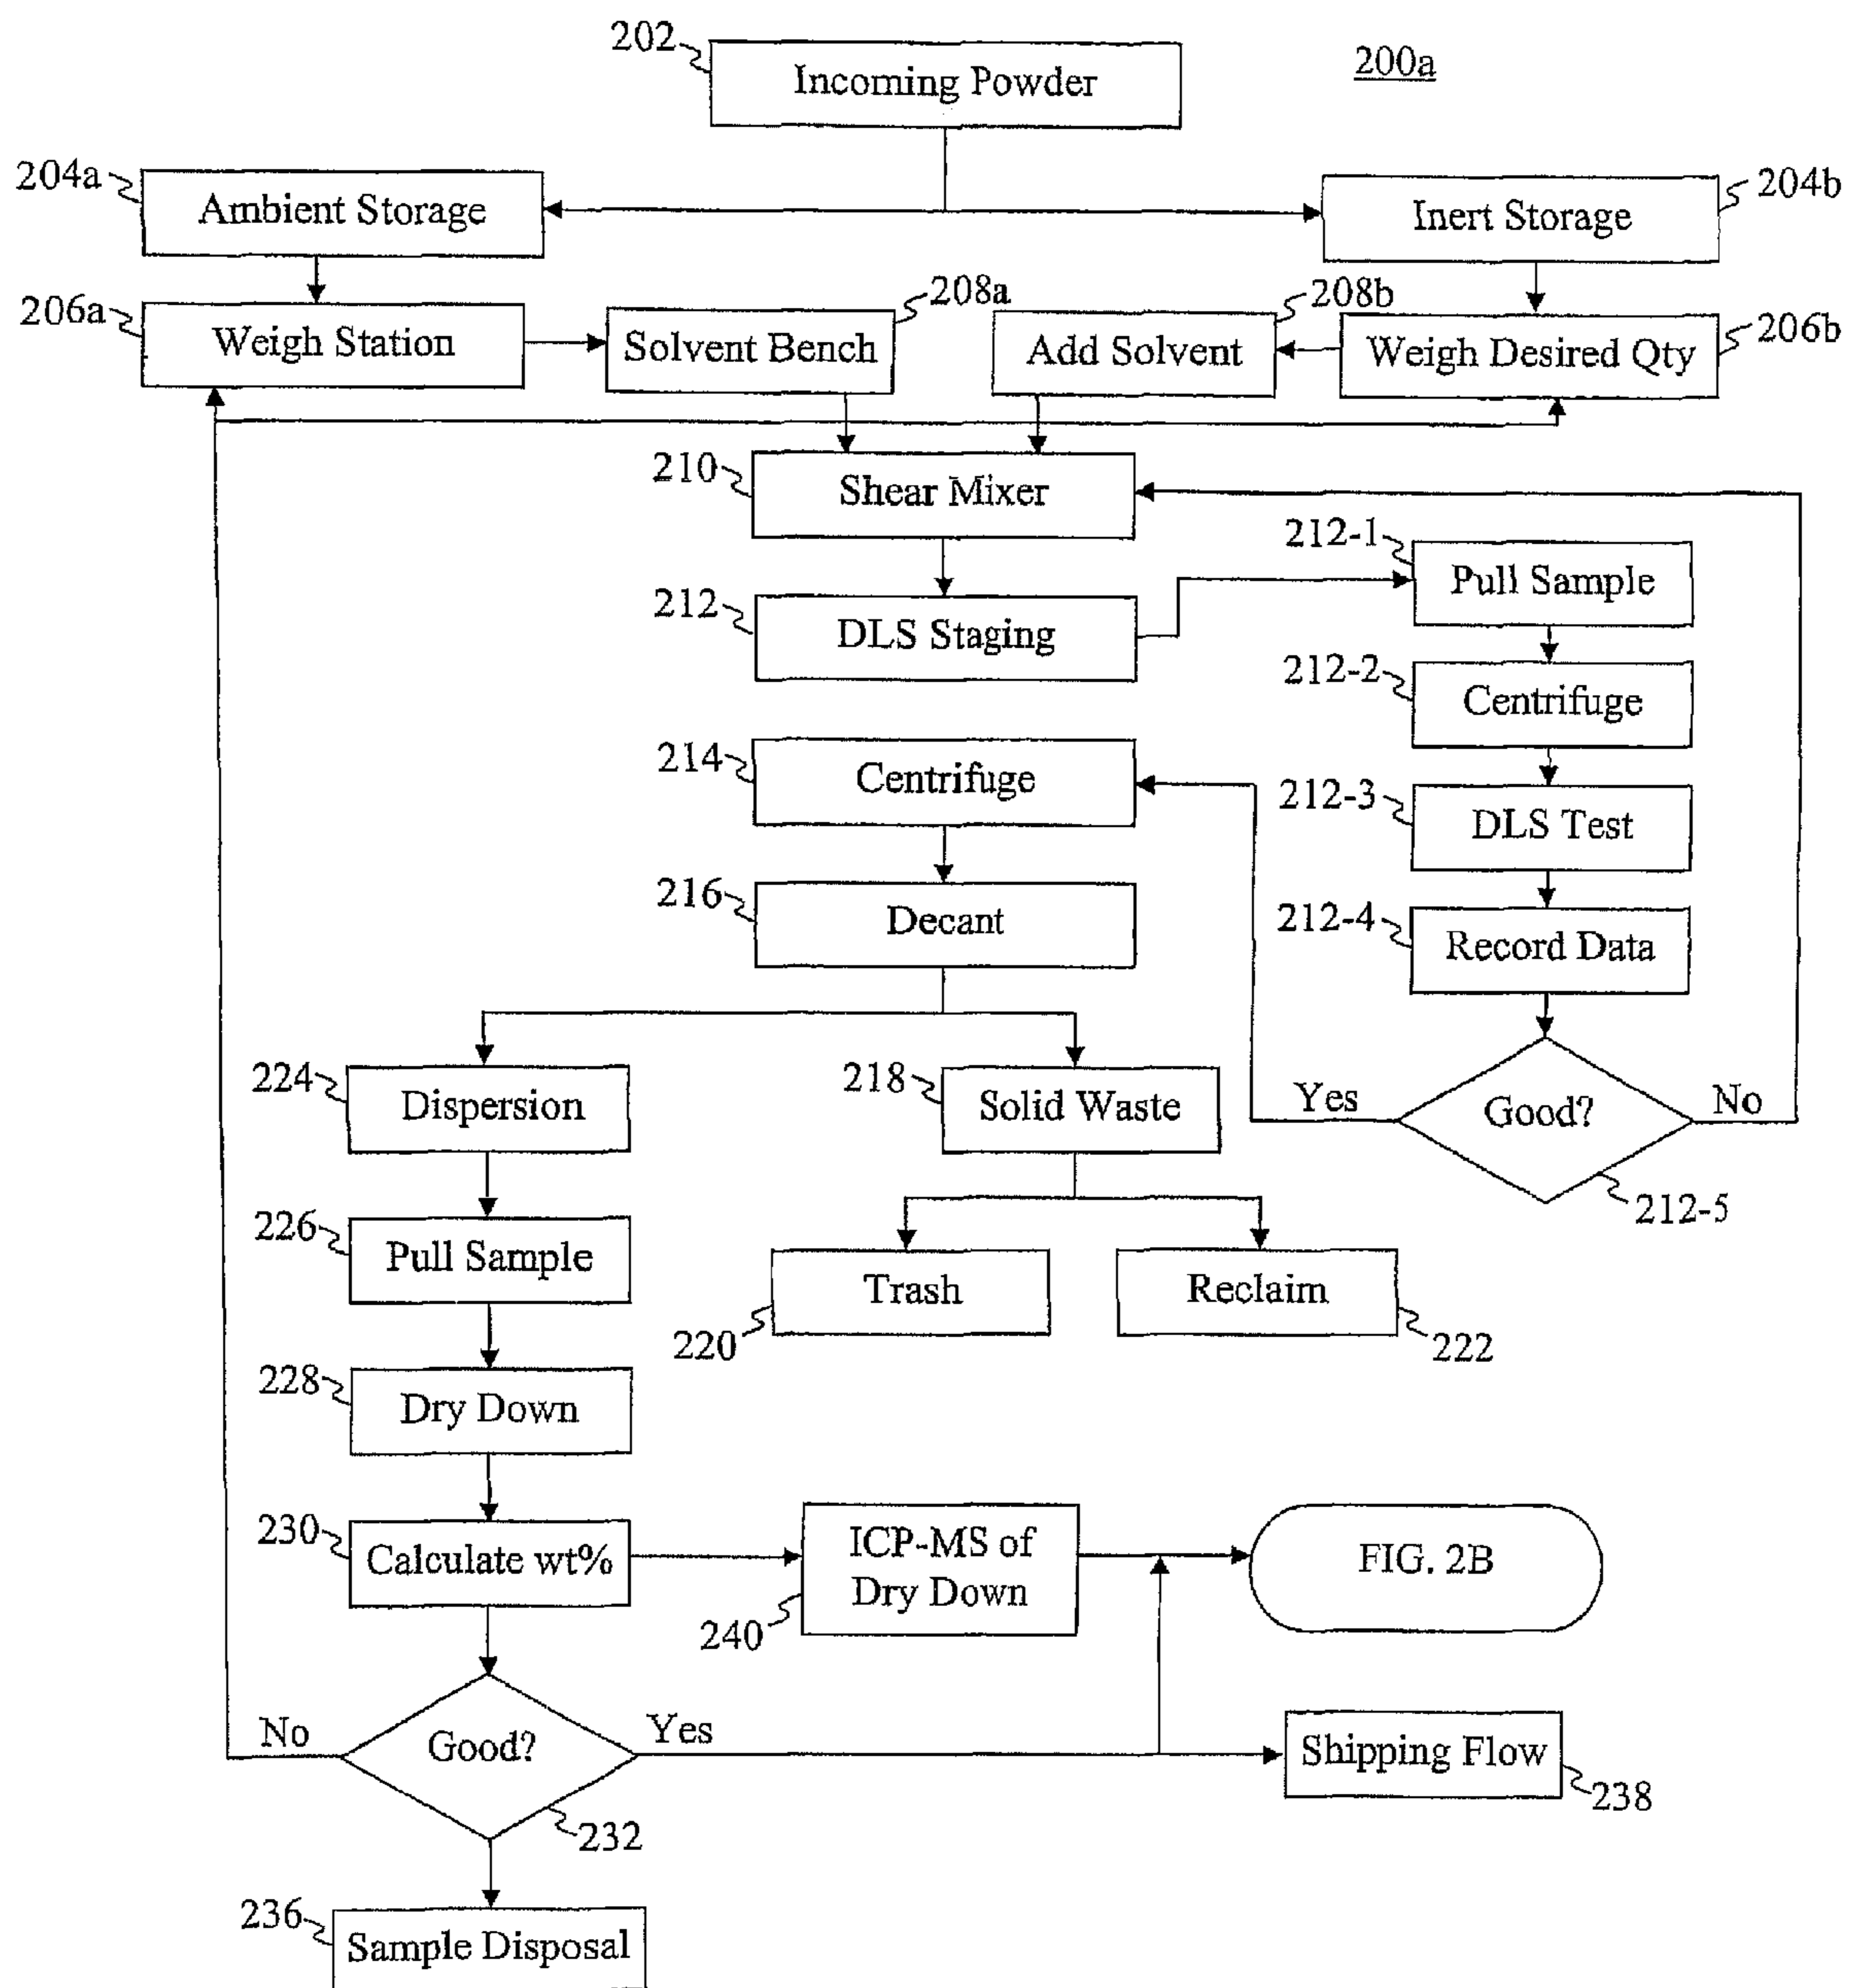 202
Incoming Powder
200a
204a
Ambient Storage
Inert Storage
204b
206a
Weigh Station
208a
Solvent Bench
208b
Add Solvent
Weigh Desired Qty
206b
210
Shear Mixer
212
DLS Staging
212-1
Pull Sample
212-2
Centrifuge
214
Centrifuge
212-3
DLS Test
216
Decant
212-4
Record Data
Yes
Good?
No
212-5
224
Dispersion
218
Solid Waste
226
Pull Sample
Trash
220
Reclaim
222
228
Dry Down
230
Calculate wt%
ICP-MS of
Dry Down
240
FIG. 2B
No
Good?
Yes
232
Shipping Flow
238
236
Sample Disposal